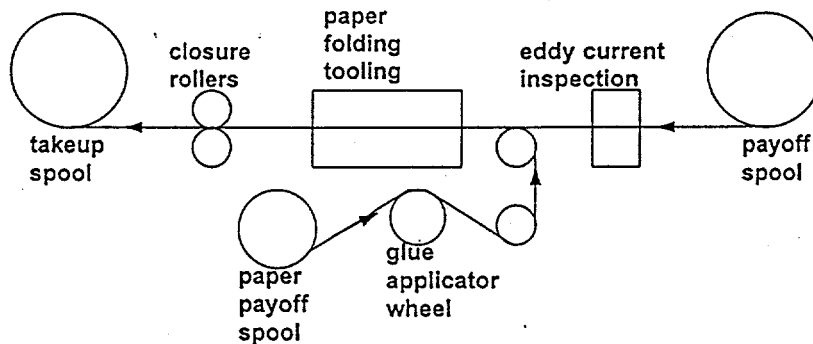 closure
rollers
paper
folding
tooling
eddy current
inspection
takeup
spool
payoff
spool
paper
payoff
spool
glue
applicator
wheel